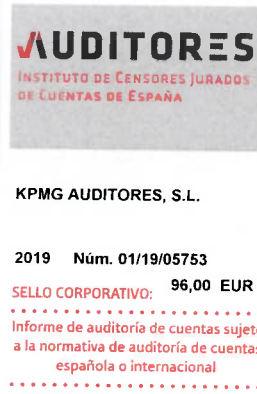 AUDITORES
INSTITUTO DE CENSORES JURADOS
DE CUENTAS DE ESPAÑA
KPMG AUDITORES, S.L.
2019 Núm. 01/19/05753
SELLO CORPORATIVO: 96,00 EUR
Informe de auditoría de cuentas sujet
a la normativa de auditoría de cuentas
española o internacional